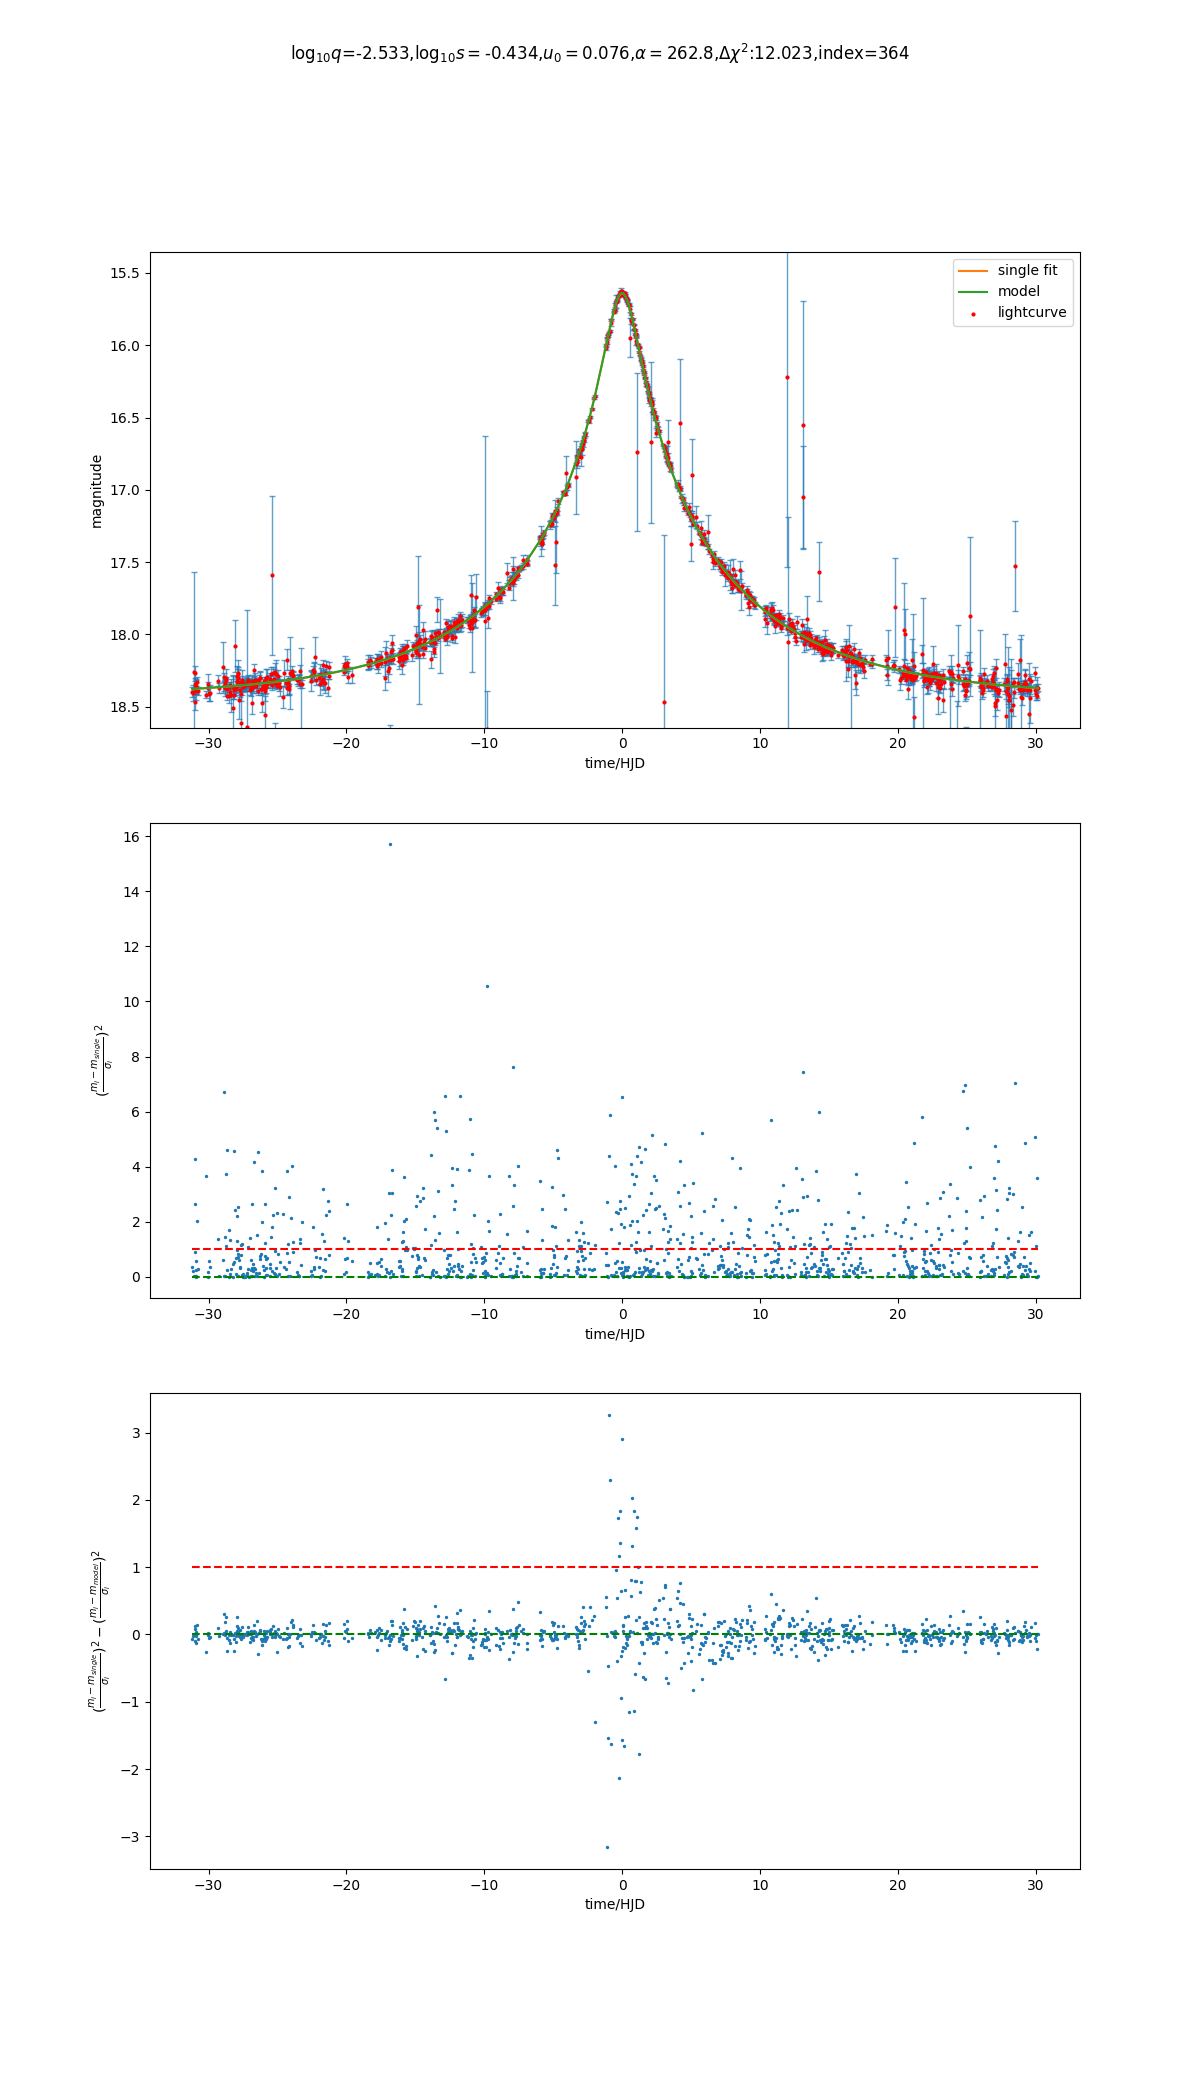 log₁₀q=-2.533,log₁₀s = -0.434,u₀ = 0.076,α = 262.8,Δχ²:12.023,index=364
15.5
16.0
16.5
17.0
17.5
18.0
18.5
magnitude
single fit
model
lightcurve
−30 −20 −10 0 10 20 30
time/HJD
16
14
12
10
8
6
4
2
0
(mᵢ − m_single / σᵢ)²
−30 −20 −10 0 10 20 30
time/HJD
3
2
1
0
−1
−2
−3
(mᵢ − m_single / σᵢ)² − (mᵢ − m_model / σᵢ)²
−30 −20 −10 0 10 20 30
time/HJD